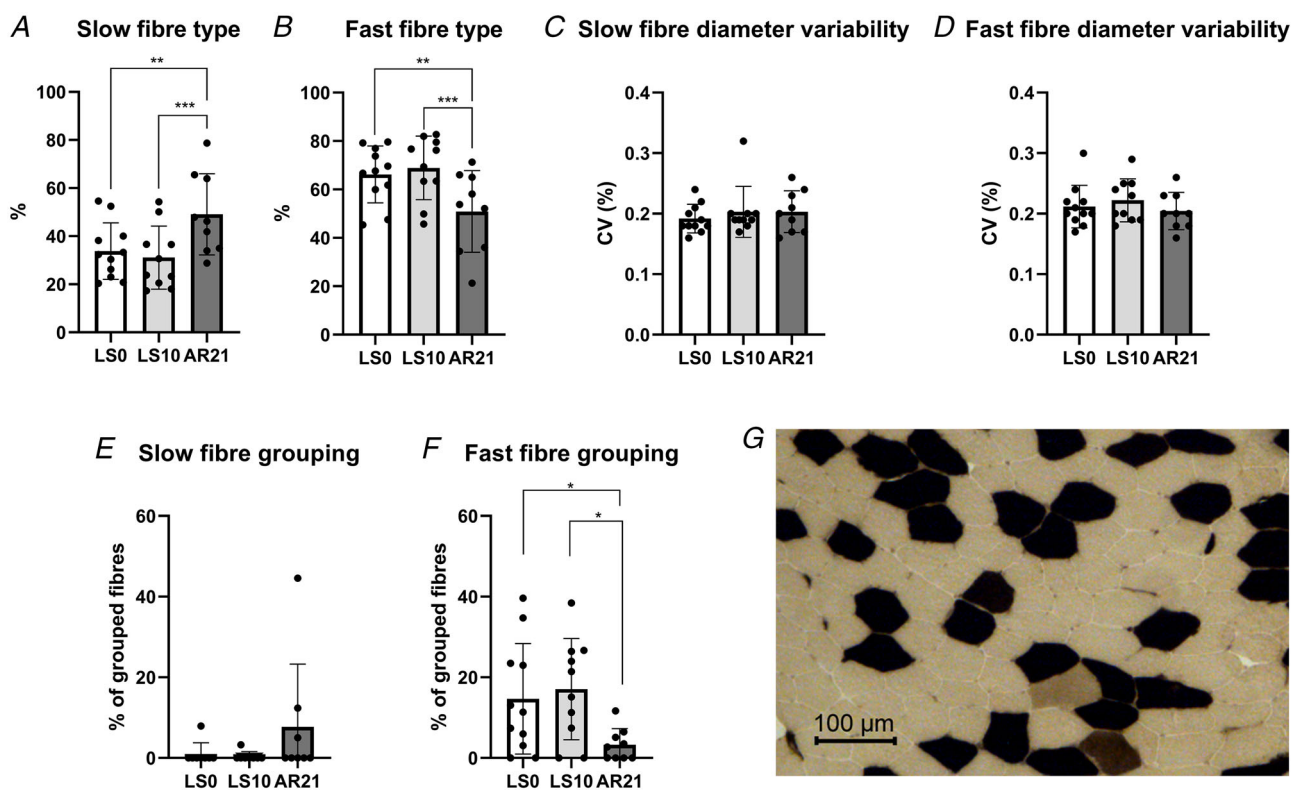 A Slow fibre type
**
***
100
80
60
40
20
0
%
LS0 LS10 AR21
B Fast fibre type
**
***
100
80
60
40
20
0
%
LS0 LS10 AR21
C Slow fibre diameter variability
0.4
0.3
0.2
0.1
0.0
CV (%)
LS0 LS10 AR21
D Fast fibre diameter variability
0.4
0.3
0.2
0.1
0.0
CV (%)
LS0 LS10 AR21
E Slow fibre grouping
60
40
20
0
% of grouped fibres
LS0 LS10 AR21
F Fast fibre grouping
*
*
60
40
20
0
% of grouped fibres
LS0 LS10 AR21
G
100 µm